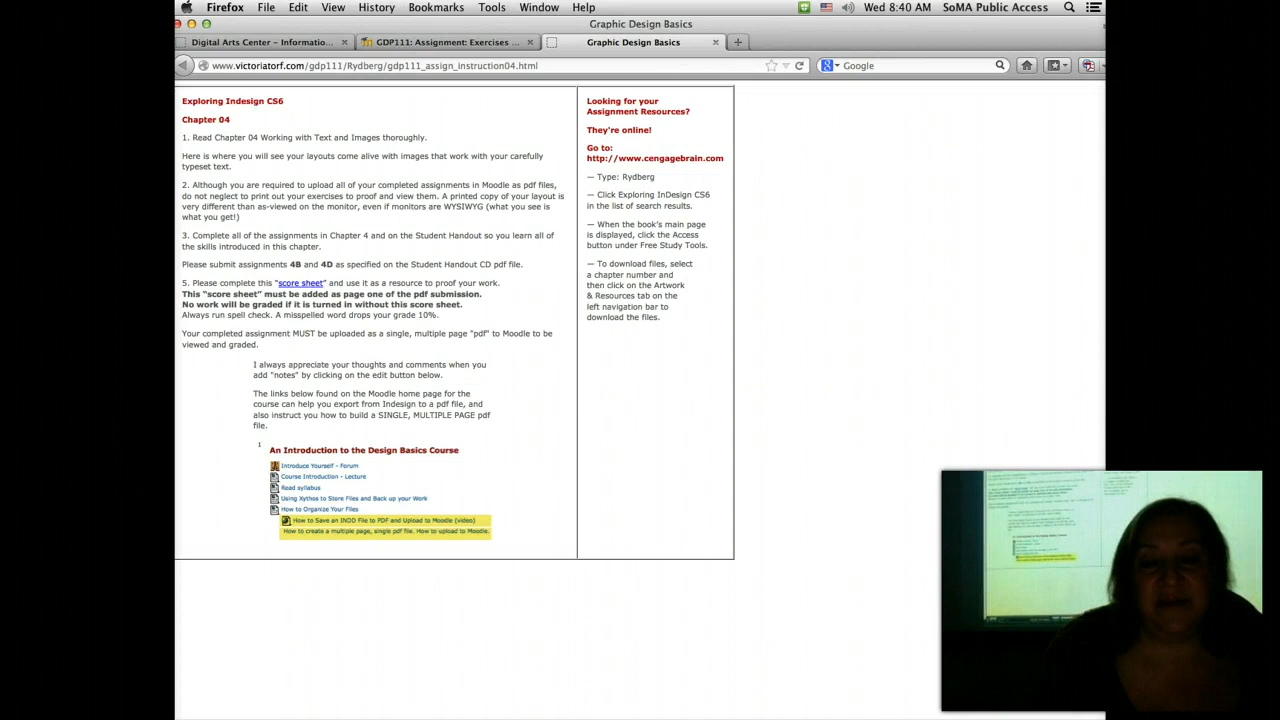 Firefox File Edit View History Bookmarks Tools Window Help Wed 8:40 AM SoMA Public Access
Graphic Design Basics
Digital Arts Center – Informatio... GDP111: Assignment: Exercises ... Graphic Design Basics
www.victoriatorf.com/gdp111/Rydberg/gdp111_assign_instruction04.html Google
Exploring Indesign CS6
Chapter 04
1. Read Chapter 04 Working with Text and Images thoroughly.
Here is where you will see your layouts come alive with images that work with your carefully
typeset text.
2. Although you are required to upload all of your completed assignments in Moodle as pdf files,
do not neglect to print out your exercises to proof and view them. A printed copy of your layout is
very different than as-viewed on the monitor, even if monitors are WYSIWYG (what you see is
what you get!)
3. Complete all of the assignments in Chapter 4 and on the Student Handout so you learn all of
the skills introduced in this chapter.
Please submit assignments 4B and 4D as specified on the Student Handout CD pdf file.
5. Please complete this "score sheet" and use it as a resource to proof your work.
This "score sheet" must be added as page one of the pdf submission.
No work will be graded if it is turned in without this score sheet.
Always run spell check. A misspelled word drops your grade 10%.
Your completed assignment MUST be uploaded as a single, multiple page "pdf" to Moodle to be
viewed and graded.
I always appreciate your thoughts and comments when you
add "notes" by clicking on the edit button below.
The links below found on the Moodle home page for the
course can help you export from Indesign to a pdf file, and
also instruct you how to build a SINGLE, MULTIPLE PAGE pdf
file.
1
An Introduction to the Design Basics Course
Introduce Yourself - Forum
Course Introduction - Lecture
Read syllabus
Using Xythos to Store Files and Back up your Work
How to Organize Your Files
How to Save an INDD File to PDF and Upload to Moodle (video)
How to create a multiple page, single pdf file. How to upload to Moodle.
Looking for your
Assignment Resources?
They're online!
Go to:
http://www.cengagebrain.com
— Type: Rydberg
— Click Exploring InDesign CS6
in the list of search results.
— When the book's main page
is displayed, click the Access
button under Free Study Tools.
— To download files, select
a chapter number and
then click on the Artwork
& Resources tab on the
left navigation bar to
download the files.